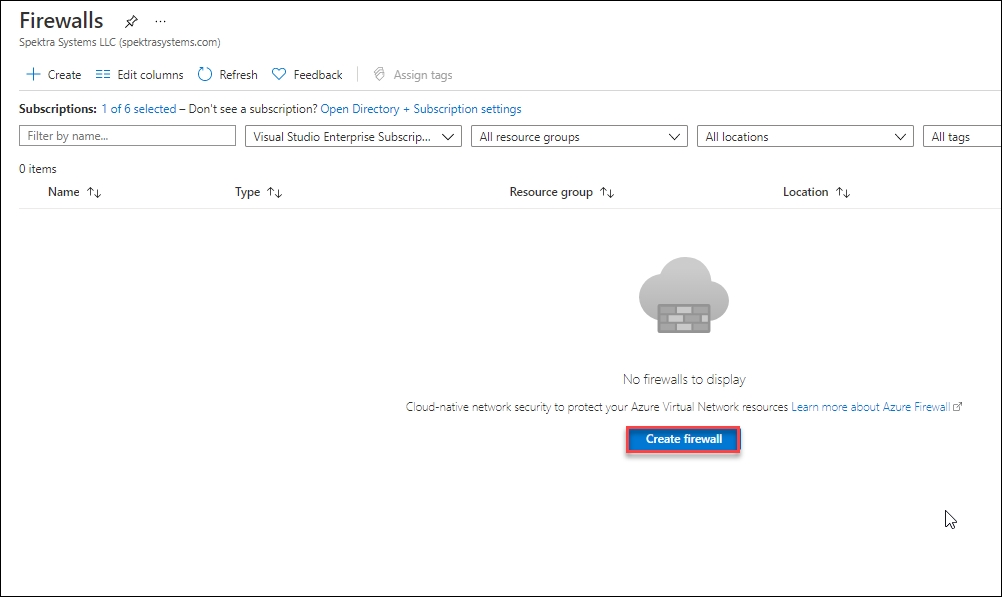 Firewalls ...
Spektra Systems LLC (spektrasystems.com)
Create Edit columns Refresh Feedback Assign tags
Subscriptions: 1 of 6 selected – Don't see a subscription? Open Directory + Subscription settings
Filter by name... Visual Studio Enterprise Subscrip... All resource groups All locations All tags
0 items
Name Type Resource group Location
No firewalls to display
Cloud-native network security to protect your Azure Virtual Network resources Learn more about Azure Firewall
Create firewall